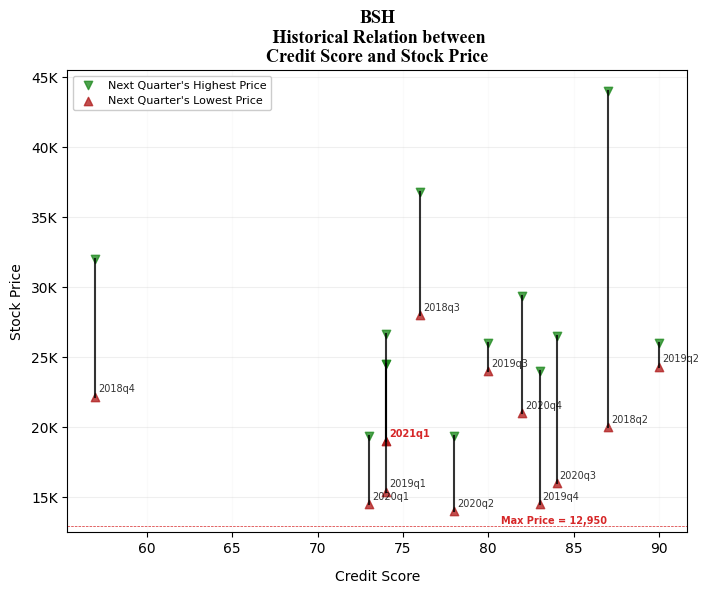 BSH
Historical Relation between
Credit Score and Stock Price
Next Quarter's Highest Price
Next Quarter's Lowest Price
45K
40K
35K
30K
25K
20K
15K
Stock Price
2018q4
2018q3
2019q3
2019q2
2020q4
2018q2
2021q1
2019q1
2020q1
2020q2
2020q3
2019q4
Max Price = 12,950
60 65 70 75 80 85 90
Credit Score